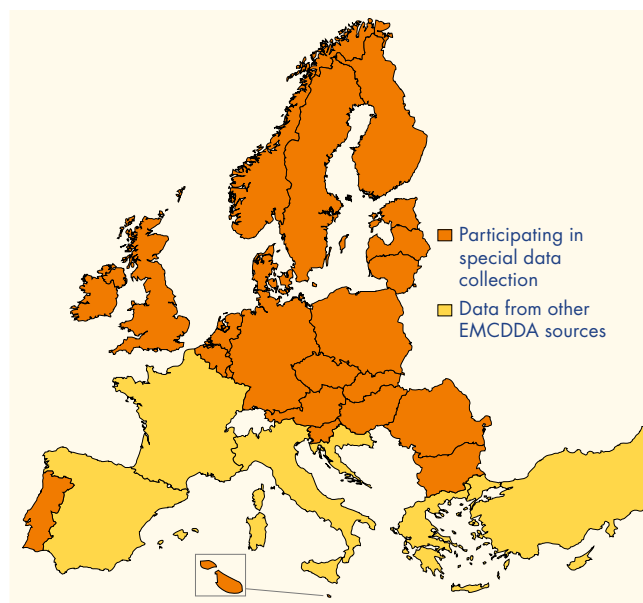 Participating in
special data
collection
Data from other
EMCDDA sources